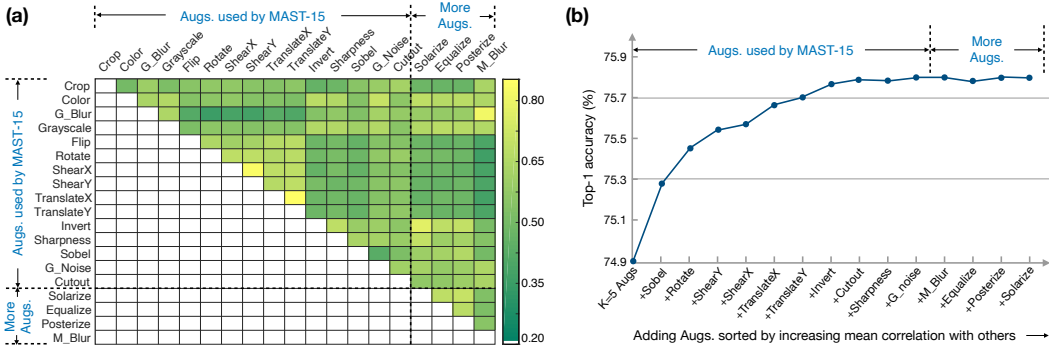 (a)
Augs. used by MAST-15
More
Augs.
Crop
Color
G_Blur
Grayscale
Flip
Rotate
ShearX
ShearY
TranslateX
TranslateY
Invert
Sharpness
Sobel
G_Noise
Cutout
Solarize
Equalize
Posterize
M_Blur
Augs. used by MAST-15
More
Augs.
Crop
Color
G_Blur
Grayscale
Flip
Rotate
ShearX
ShearY
TranslateX
TranslateY
Invert
Sharpness
Sobel
G_Noise
Cutout
Solarize
Equalize
Posterize
M_Blur
0.80
0.65
0.50
0.35
0.20
(b)
Augs. used by MAST-15
More
Augs.
Top-1 accuracy (%)
75.9
75.7
75.5
75.3
75.1
74.9
K=5 Augs
+Sobel
+Rotate
+ShearY
+ShearX
+TranslateX
+TranslateY
+Invert
+Cutout
+Sharpness
+G_noise
+M_Blur
+Equalize
+Posterize
+Solarize
Adding Augs. sorted by increasing mean correlation with others